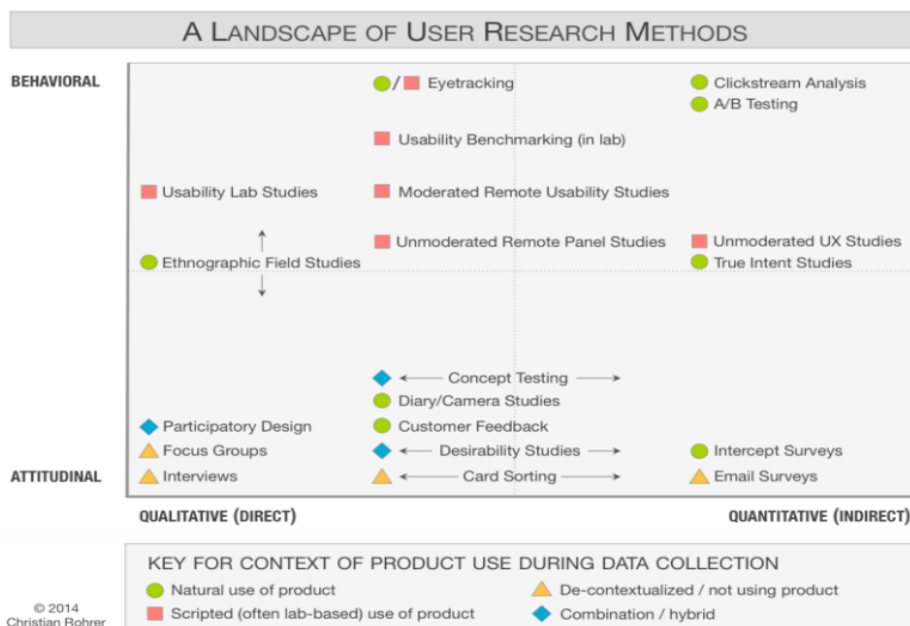 A LANDSCAPE OF USER RESEARCH METHODS
BEHAVIORAL
/ Eyetracking
Clickstream Analysis
A/B Testing
Usability Benchmarking (in lab)
Usability Lab Studies
Moderated Remote Usability Studies
Unmoderated Remote Panel Studies
Unmoderated UX Studies
Ethnographic Field Studies
True Intent Studies
Concept Testing
Diary/Camera Studies
Participatory Design
Customer Feedback
Focus Groups
Desirability Studies
Intercept Surveys
ATTITUDINAL
Interviews
Card Sorting
Email Surveys
QUALITATIVE (DIRECT)
QUANTITATIVE (INDIRECT)
KEY FOR CONTEXT OF PRODUCT USE DURING DATA COLLECTION
Natural use of product
De-contextualized / not using product
Scripted (often lab-based) use of product
Combination / hybrid
© 2014
Christian Rohrer